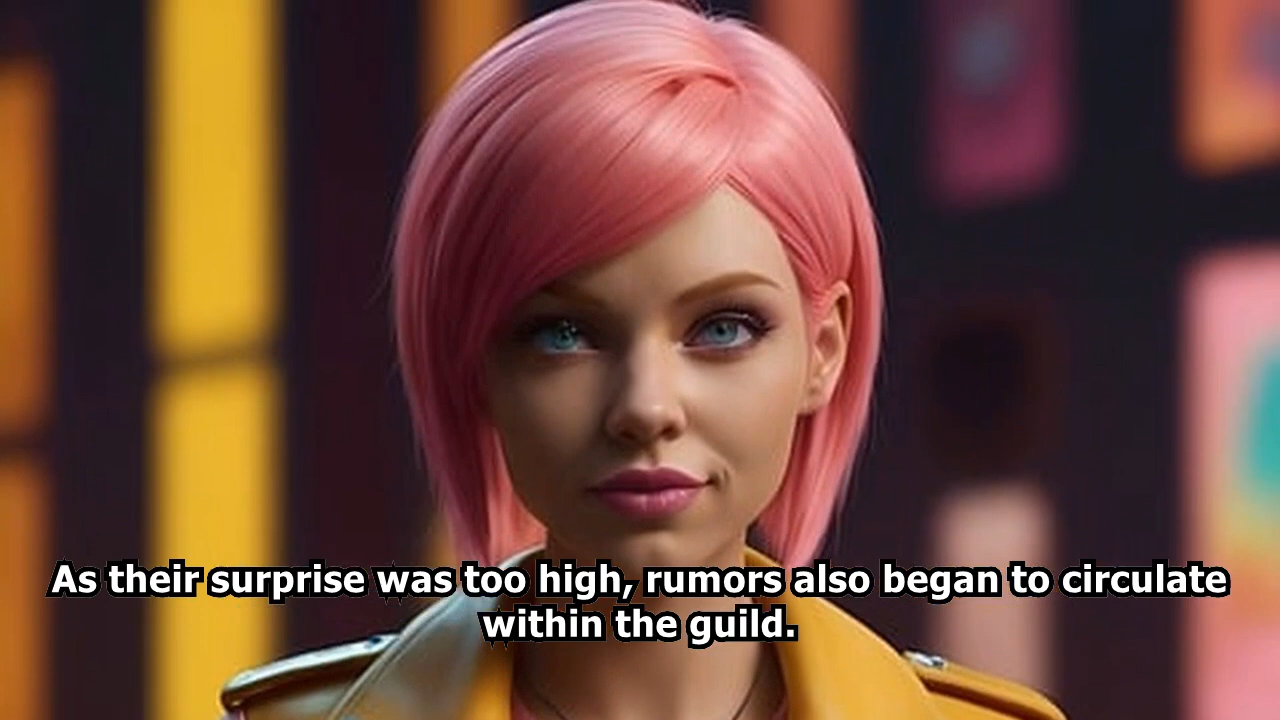 As their surprise was too high, rumors also began to circulate
within the guild.